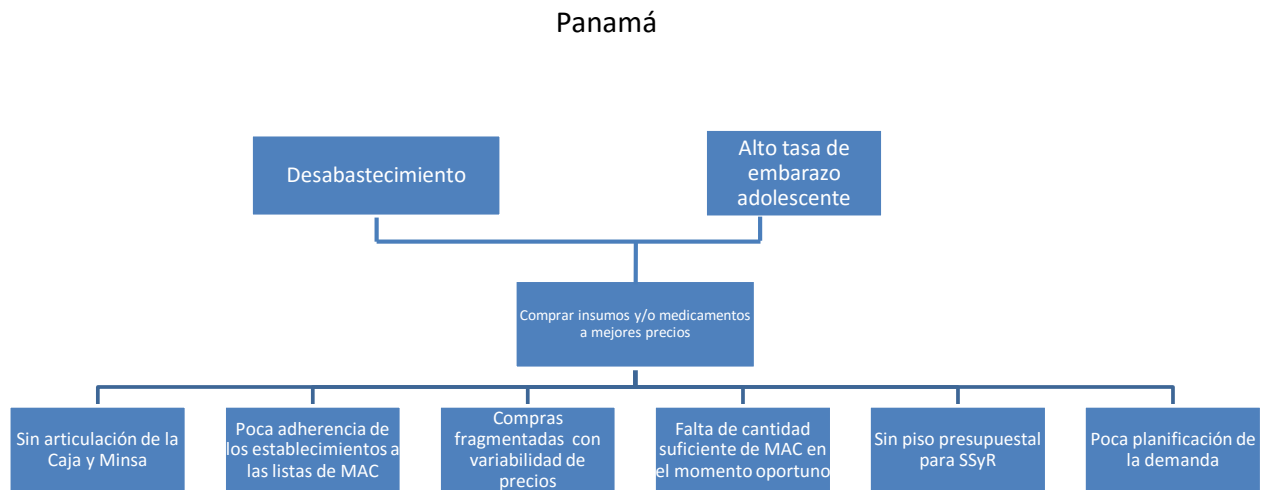 Panamá
Desabastecimiento
Alto tasa de
embarazo
adolescente
Comprar insumos y/o medicamentos
a mejores precios
Sin articulación de la
Caja y Minsa
Poca adherencia de
los establecimientos a
las listas de MAC
Compras
fragmentadas con
variabilidad de
precios
Falta de cantidad
suficiente de MAC en
el momento oportuno
Sin piso presupuestal
para SSyR
Poca planificación de
la demanda